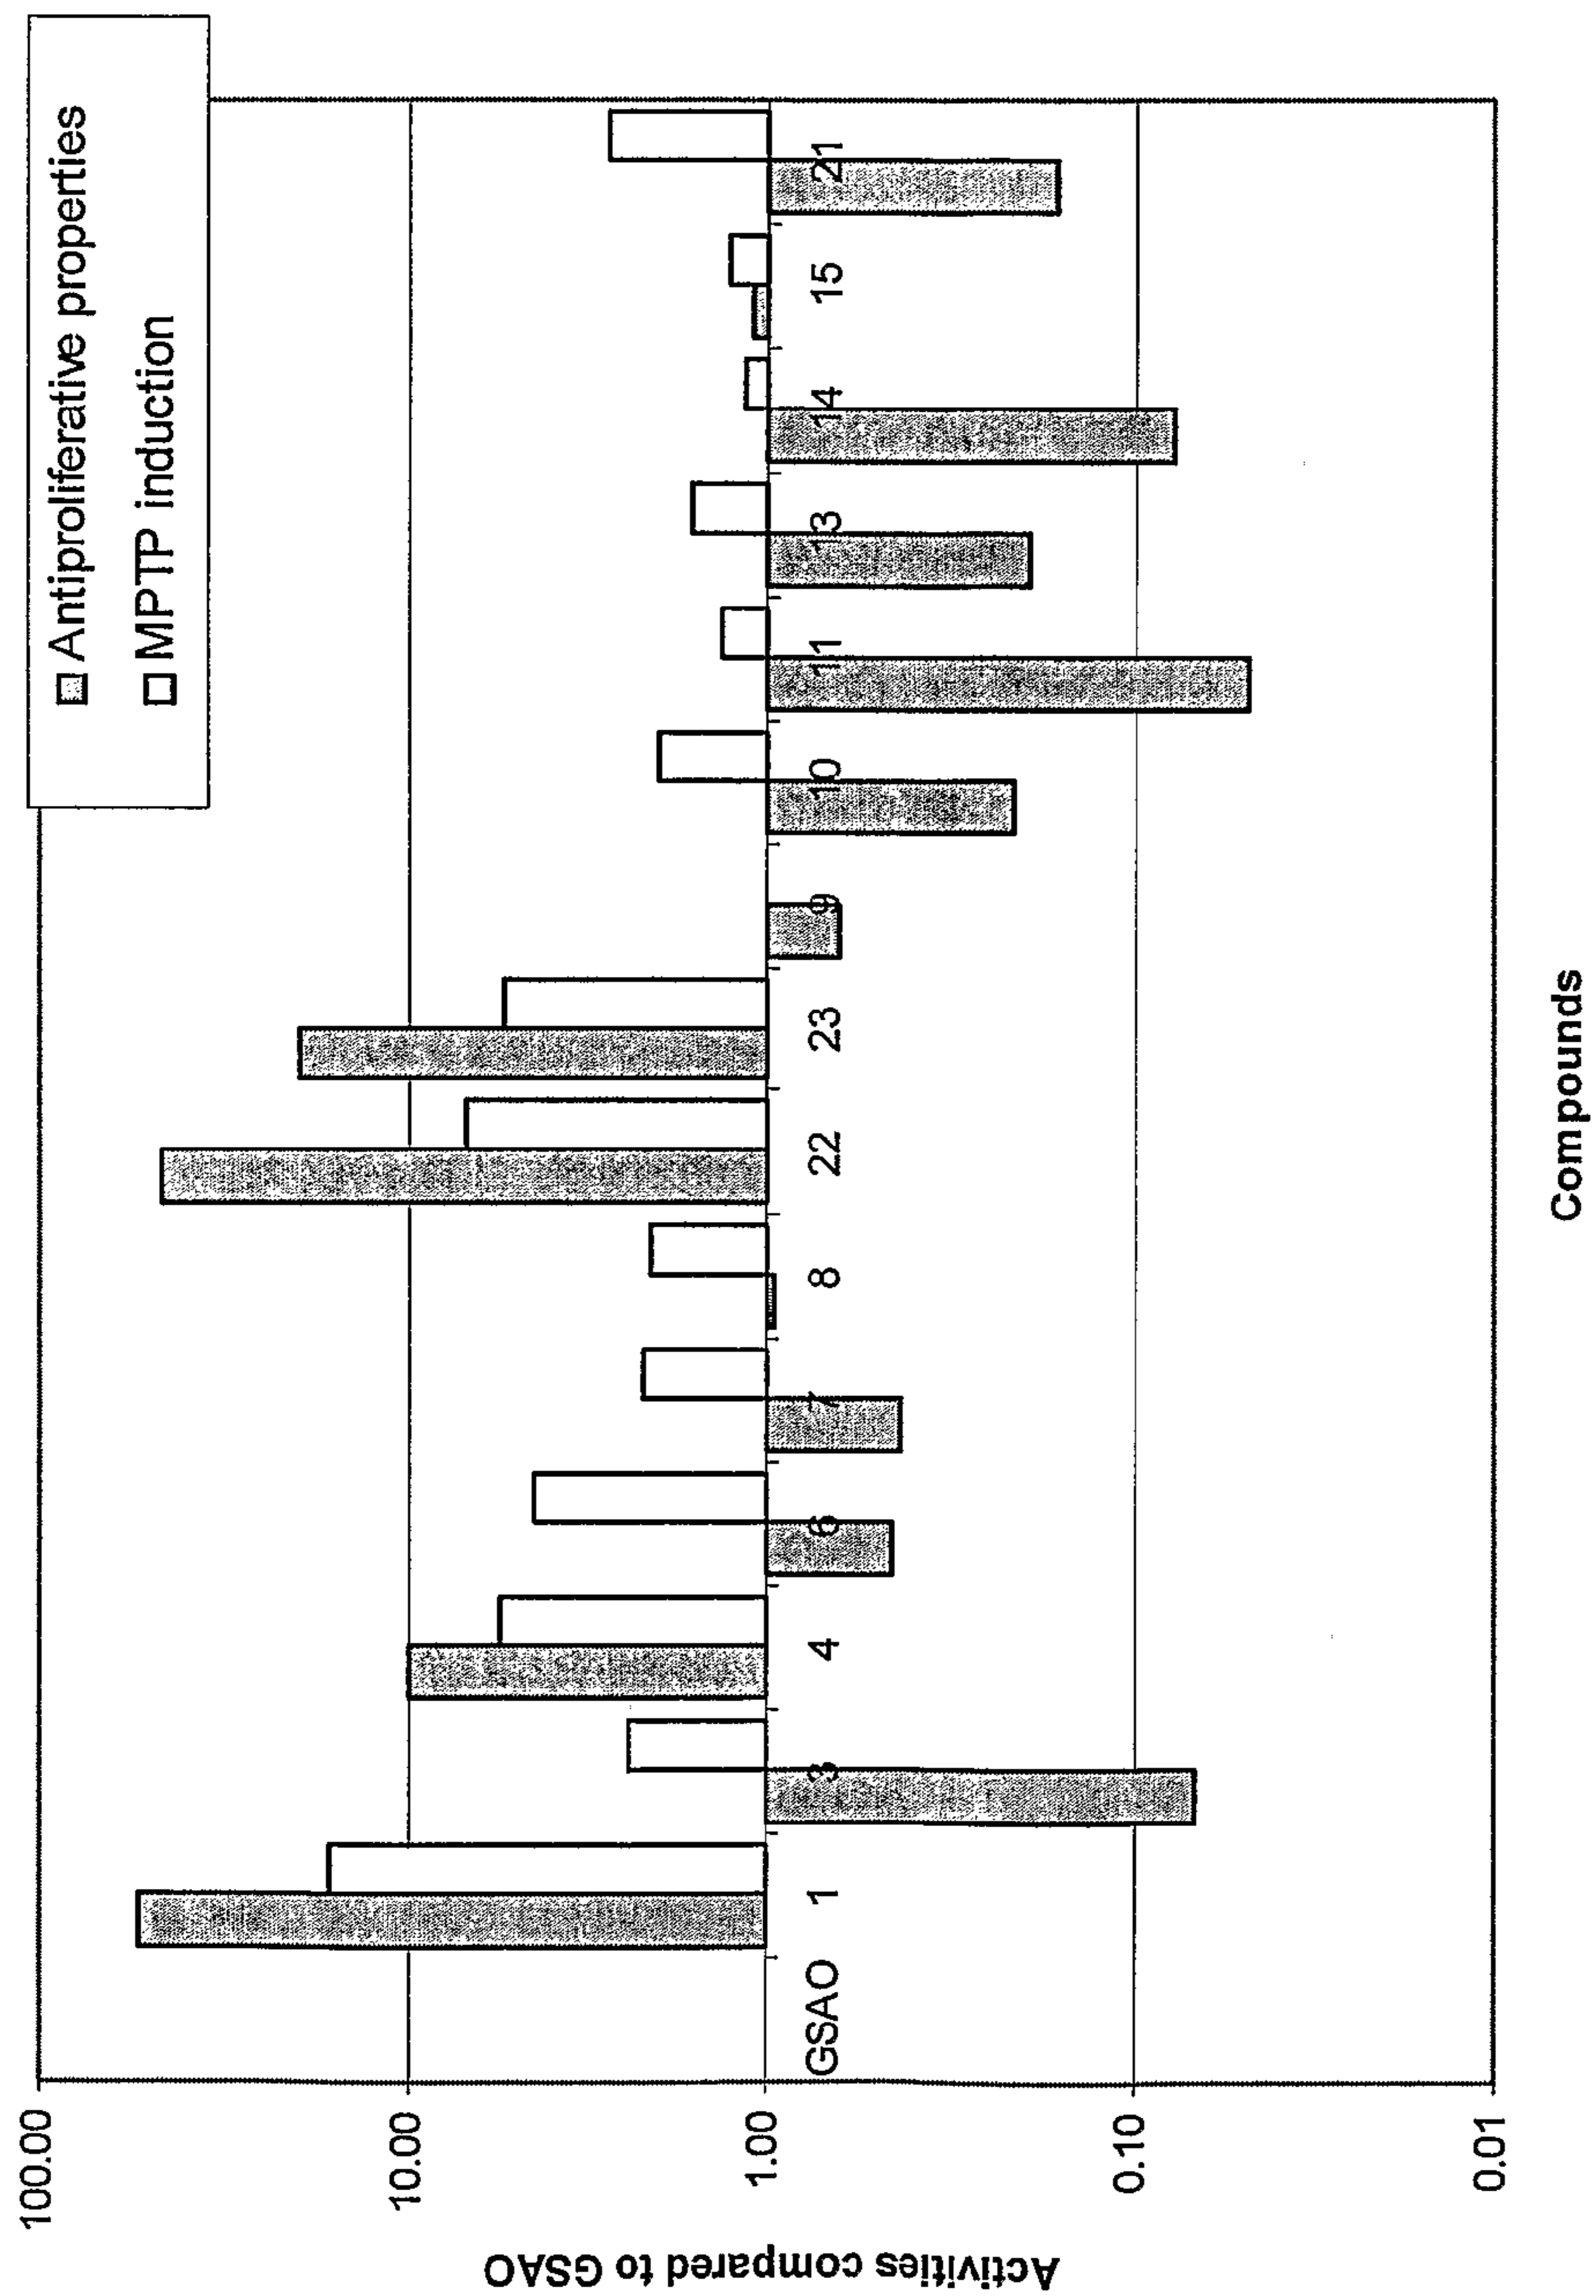 Antiproliferative properties
MPTP induction
100.00
10.00
1.00
0.10
0.01
Activities compared to GSAO
GSAO 1 3 4 6 7 8 22 23 9 10 11 13 14 15 21
Compounds